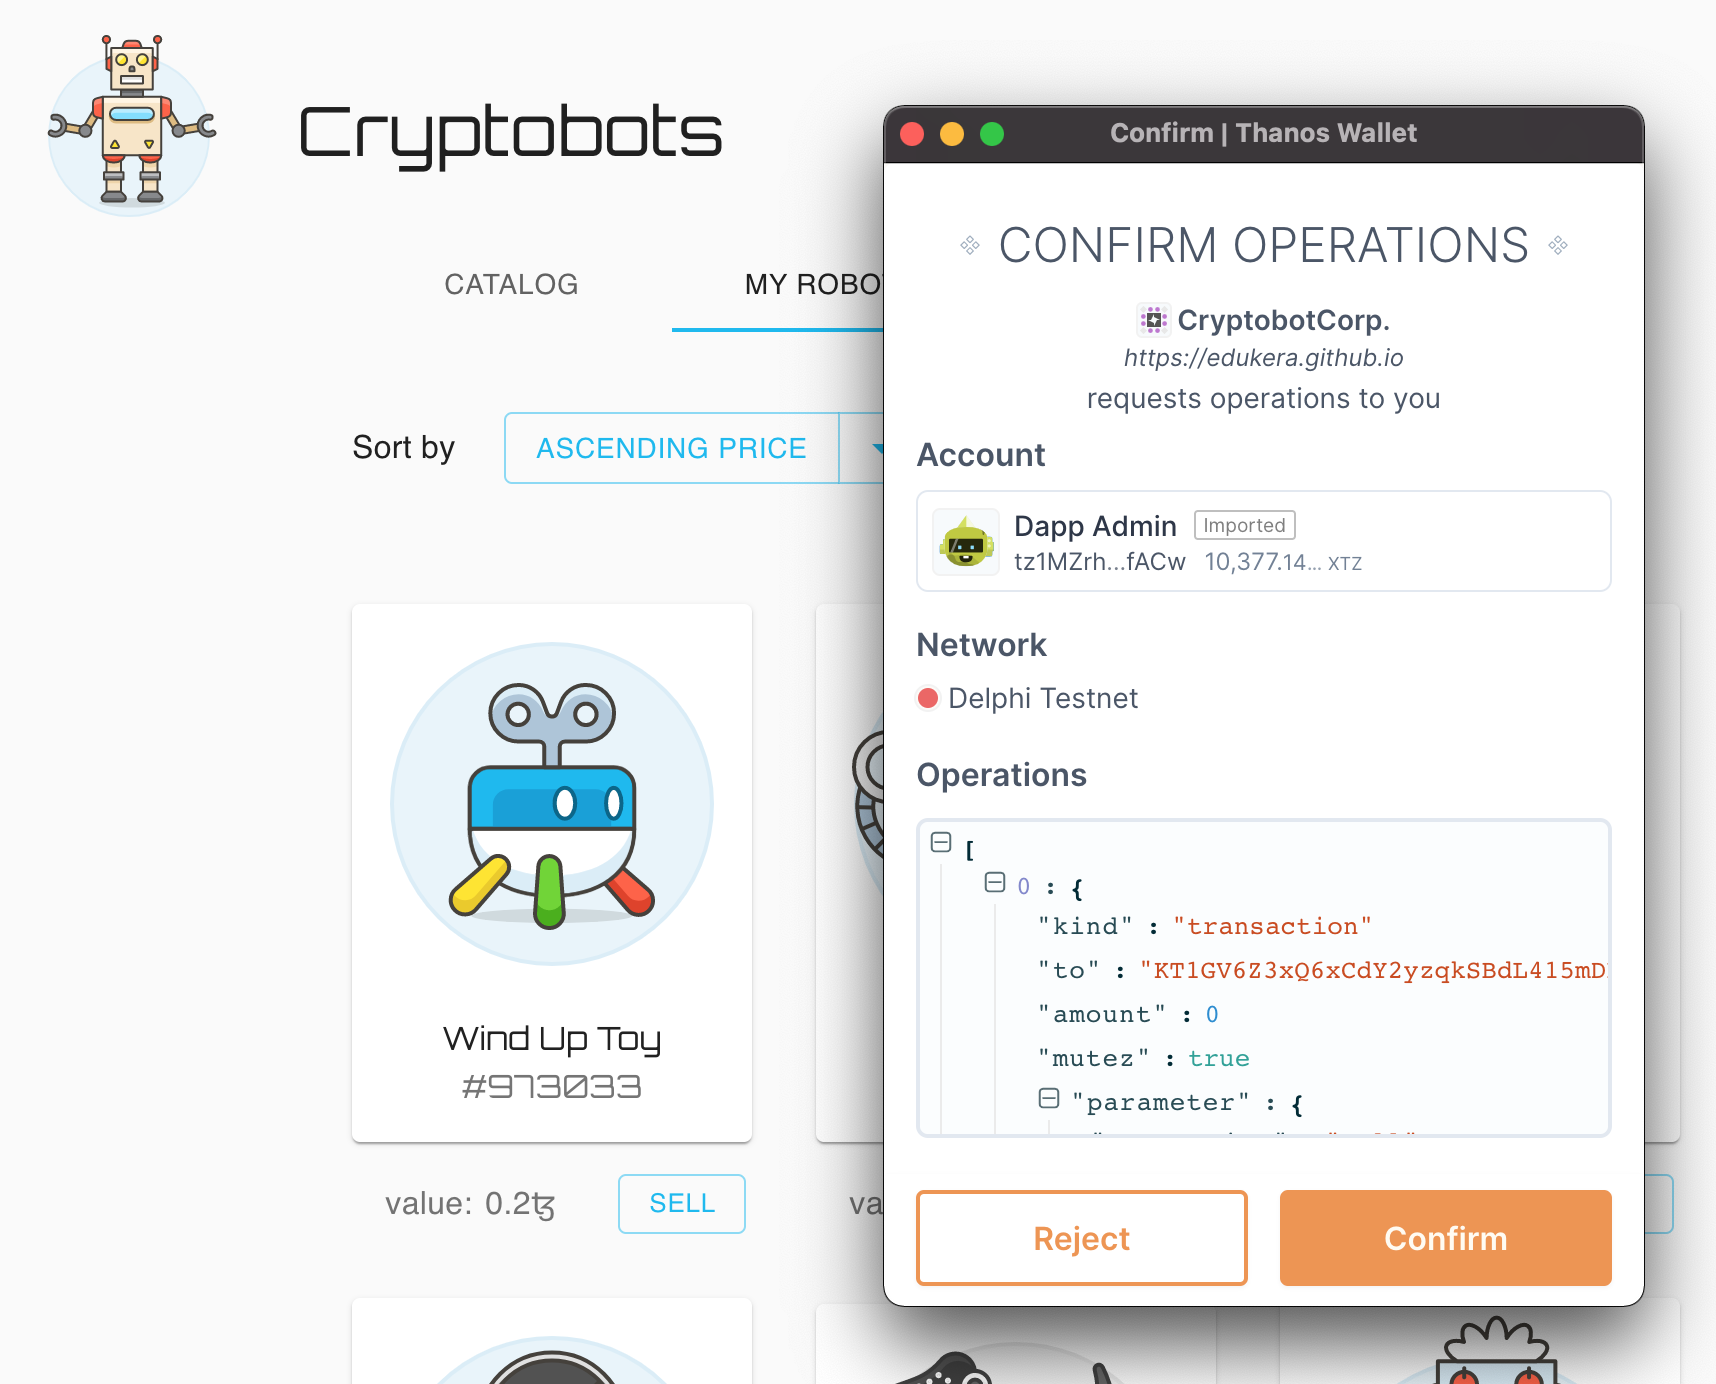 Cryptobots
CATALOG
MY ROBO
Sort by
ASCENDING PRICE
Wind Up Toy
#973033
value: 0.2ꜩ
SELL
va
Confirm | Thanos Wallet
CONFIRM OPERATIONS
CryptobotCorp.
https://edukera.github.io
requests operations to you
Account
Dapp Admin Imported
tz1MZrh...fACw 10,377.14... XTZ
Network
Delphi Testnet
Operations
[
0 : {
"kind" : "transaction"
"to" : "KT1GV6Z3xQ6xCdY2yzqkSBdL415mD
"amount" : 0
"mutez" : true
"parameter" : {
Reject
Confirm